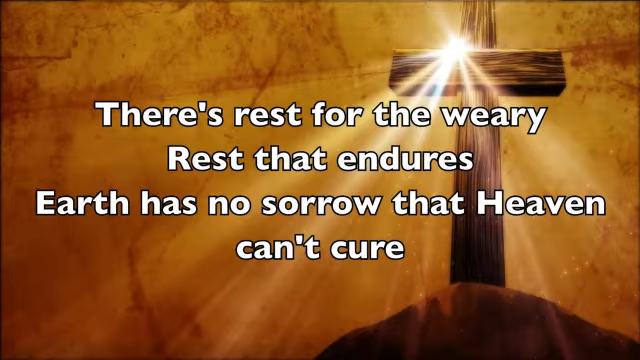 There's rest for the weary
Rest that endures
Earth has no sorrow that Heaven
can't cure